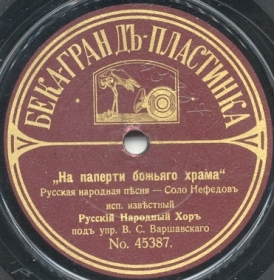 БЕКА-ГРАНДЪ-ПЛАСТИНКА
„На паперти божьяго храма“
Русская народная пѣсня — Соло Нефедовъ
исп. извѣстный
Русскій Народный Хоръ
подъ упр. В. С. Варшавскаго
No. 45387.